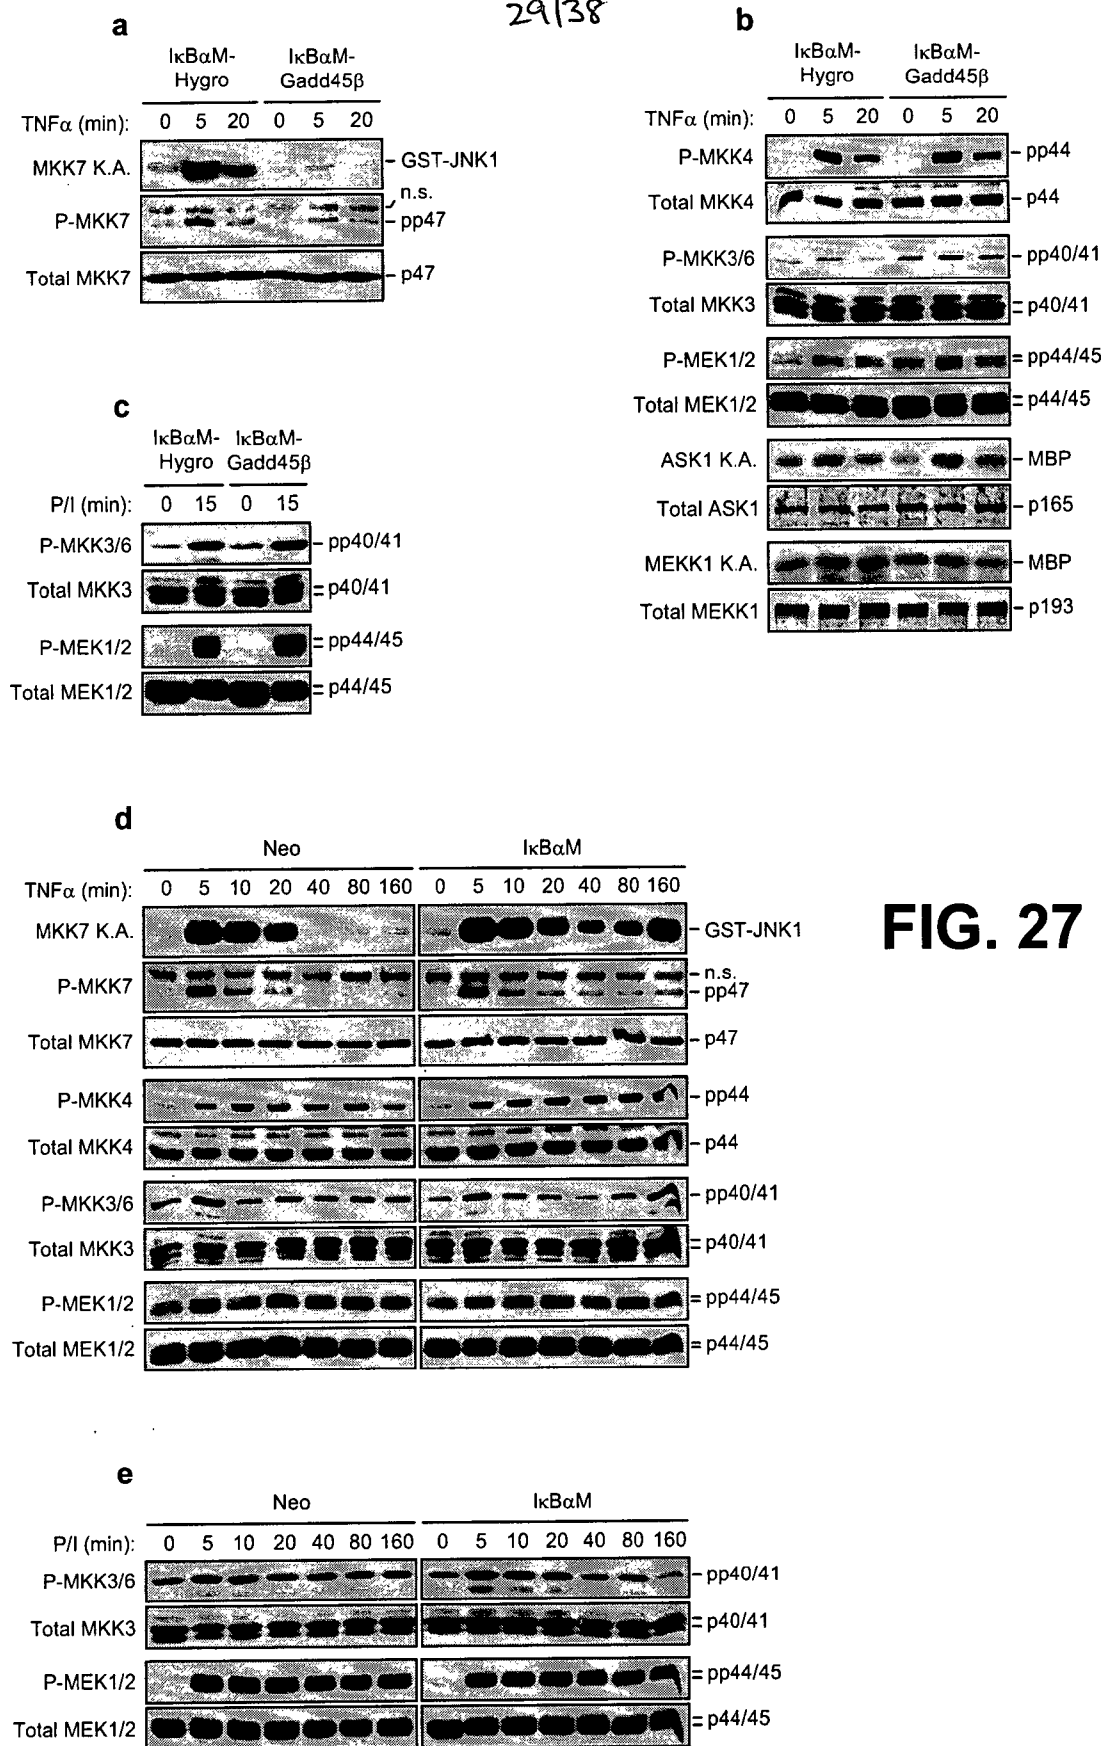 29/38
a
IκBαM-
Hygro
IκBαM-
Gadd45β
TNFα (min): 0 5 20 0 5 20
MKK7 K.A.
GST-JNK1
n.s.
P-MKK7
pp47
Total MKK7
p47
b
IκBαM-
Hygro
IκBαM-
Gadd45β
TNFα (min): 0 5 20 0 5 20
P-MKK4
pp44
Total MKK4
p44
P-MKK3/6
pp40/41
Total MKK3
p40/41
P-MEK1/2
pp44/45
Total MEK1/2
p44/45
ASK1 K.A.
MBP
Total ASK1
p165
MEKK1 K.A.
MBP
Total MEKK1
p193
c
IκBαM-
Hygro
IκBαM-
Gadd45β
P/I (min): 0 15 0 15
P-MKK3/6
pp40/41
Total MKK3
p40/41
P-MEK1/2
pp44/45
Total MEK1/2
p44/45
d
Neo
IκBαM
TNFα (min): 0 5 10 20 40 80 160 0 5 10 20 40 80 160
MKK7 K.A.
GST-JNK1
n.s.
P-MKK7
pp47
Total MKK7
p47
P-MKK4
pp44
Total MKK4
p44
P-MKK3/6
pp40/41
Total MKK3
p40/41
P-MEK1/2
pp44/45
Total MEK1/2
p44/45
FIG. 27
e
Neo
IκBαM
P/I (min): 0 5 10 20 40 80 160 0 5 10 20 40 80 160
P-MKK3/6
pp40/41
Total MKK3
p40/41
P-MEK1/2
pp44/45
Total MEK1/2
p44/45